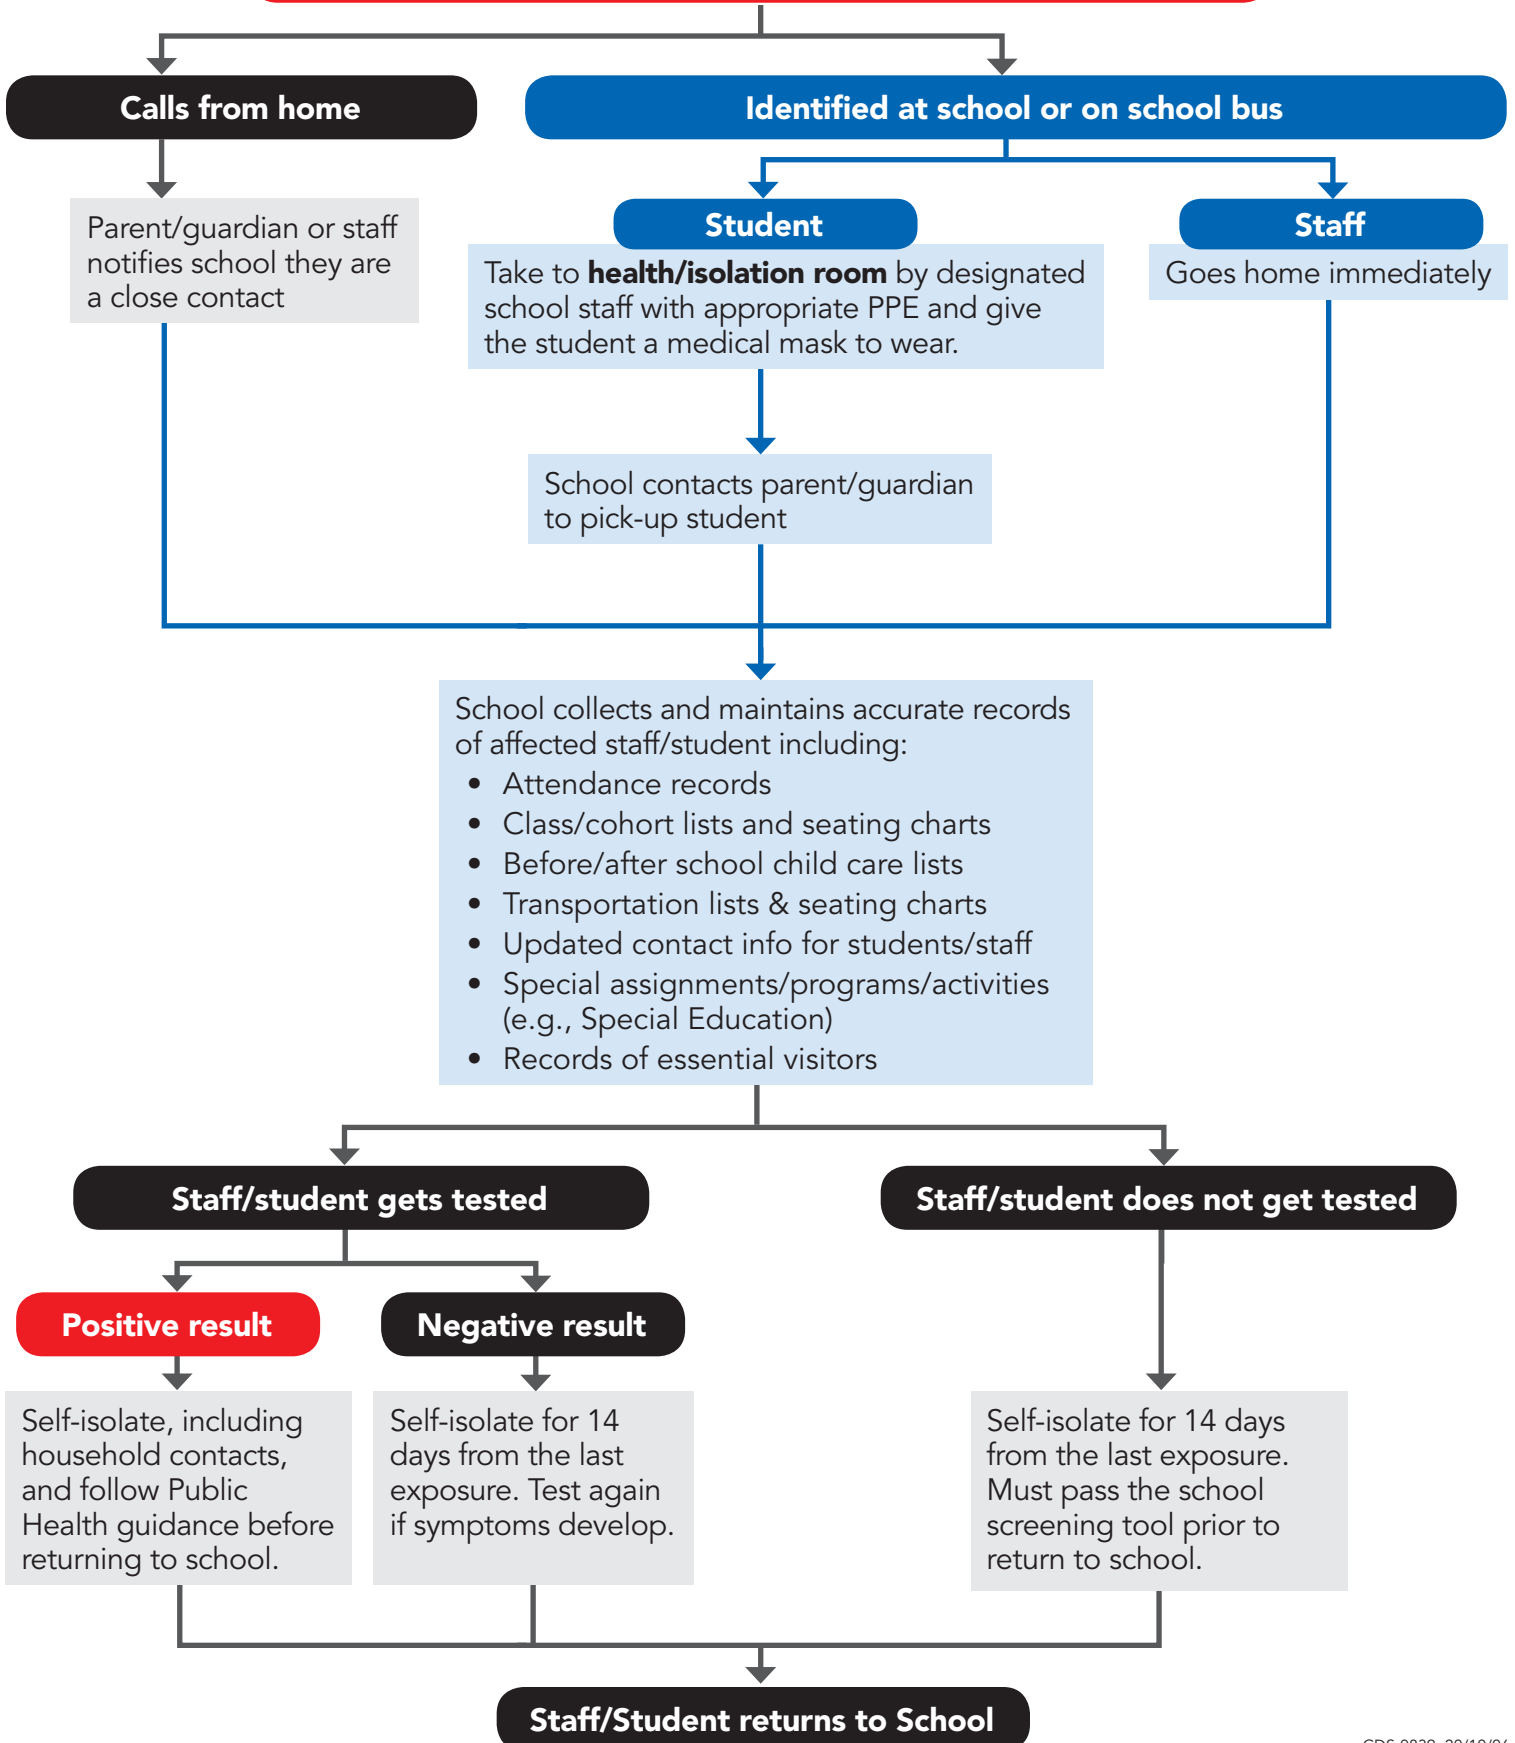 Calls from home
Identified at school or on school bus
Parent/guardian or staff
notifies school they are
a close contact
Student
Take to health/isolation room by designated
school staff with appropriate PPE and give
the student a medical mask to wear.
Staff
Goes home immediately
School contacts parent/guardian
to pick-up student
School collects and maintains accurate records
of affected staff/student including:
• Attendance records
• Class/cohort lists and seating charts
• Before/after school child care lists
• Transportation lists & seating charts
• Updated contact info for students/staff
• Special assignments/programs/activities
(e.g., Special Education)
• Records of essential visitors
Staff/student gets tested
Staff/student does not get tested
Positive result
Negative result
Self-isolate, including
household contacts,
and follow Public
Health guidance before
returning to school.
Self-isolate for 14
days from the last
exposure. Test again
if symptoms develop.
Self-isolate for 14 days
from the last exposure.
Must pass the school
screening tool prior to
return to school.
Staff/Student returns to School